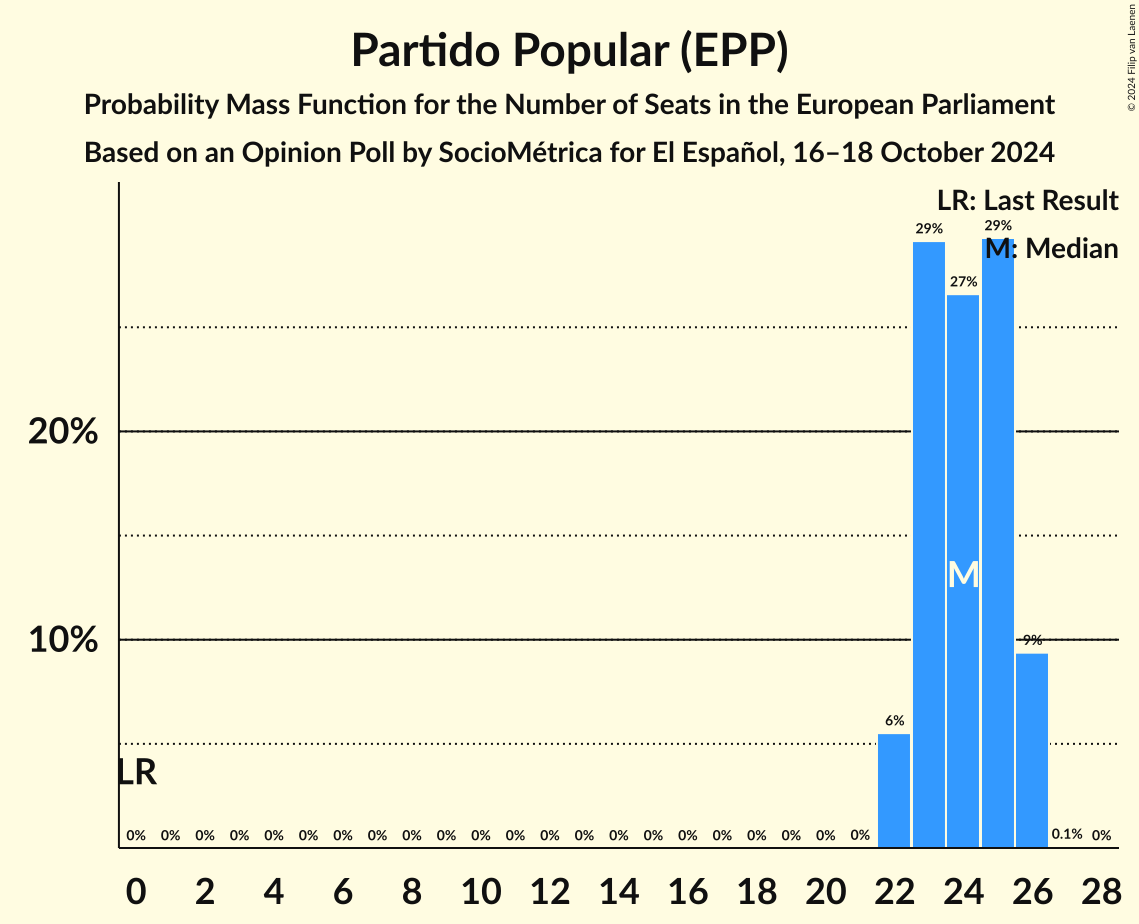 © 2024 Filip van Laenen
Partido Popular (EPP)
Probability Mass Function for the Number of Seats in the European Parliament
Based on an Opinion Poll by SocioMétrica for El Español, 16–18 October 2024
LR: Last Result
M: Median
29% 27% 29%
20%
M
10%
9%
6%
LR
0% 0% 0% 0% 0% 0% 0% 0% 0% 0% 0% 0% 0% 0% 0% 0% 0% 0% 0% 0% 0% 0% 0.1% 0%
0 2 4 6 8 10 12 14 16 18 20 22 24 26 28